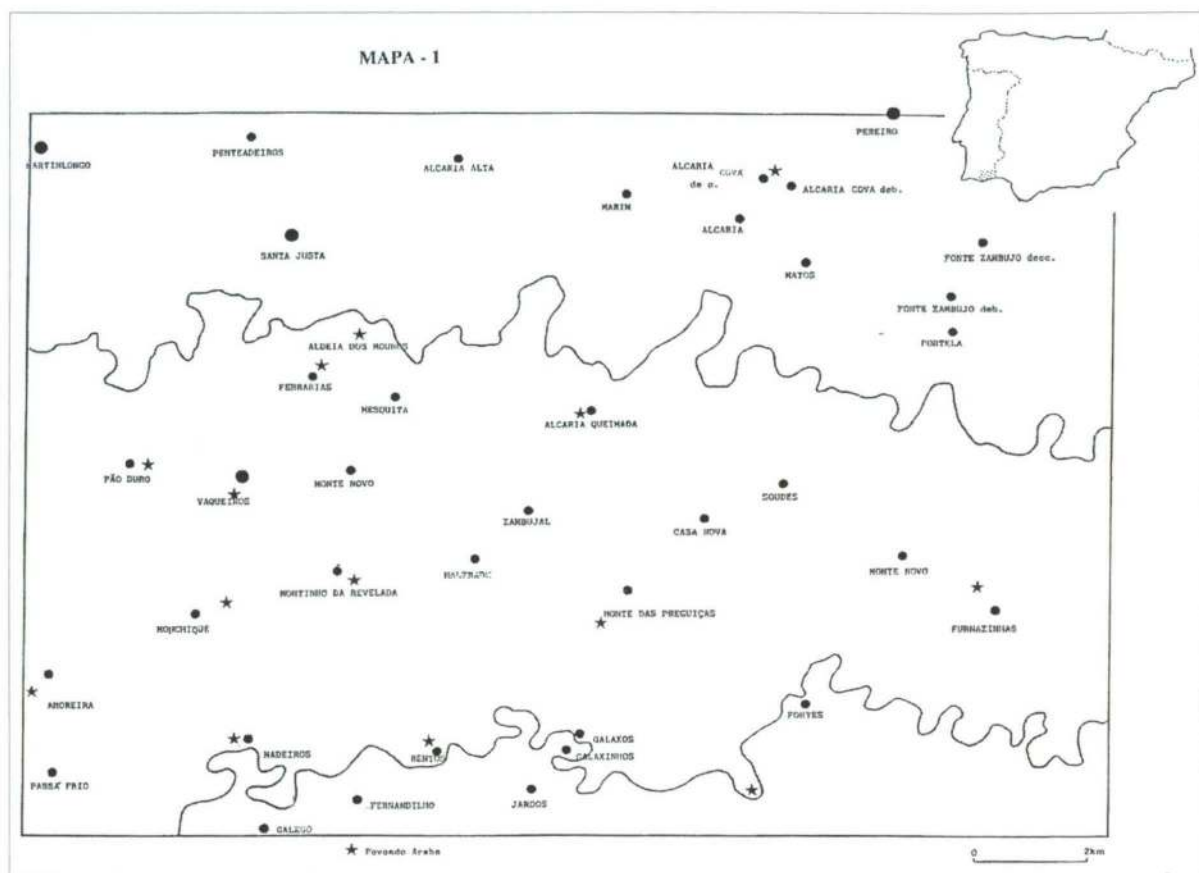 MAPA - 1
PEREIRO
MARTINLONGO
PENTEADEIROS
ALCARIA ALTA
ALCARIA COVA
de c.
ALCARIA COVA deb.
MARIM
ALCARIA
SANTA JUSTA
MATOS
FONTE ZAMBUJO desc.
FONTE ZAMBUJO deb.
PORTELA
ALDEIA DOS MOUROS
FERRARIAS
MESQUITA
ALCARIA QUEIMADA
PÃO DURO
VAQUEIROS
MONTE NOVO
SOUDES
ZAMBUJAL
CASA NOVA
MONTE NOVO
MONTINHO DA REVELADA
MONTE DAS PREGUIÇAS
MONCHIQUE
FURNAZINHAS
AMOREIRA
FORTES
GALAXOS
MADEIROS
BENTOS
GALAXINHOS
PASSA FRIO
FERNANDILHO
JARDOS
GALEGO
★ Povoado Árabe
0 2km